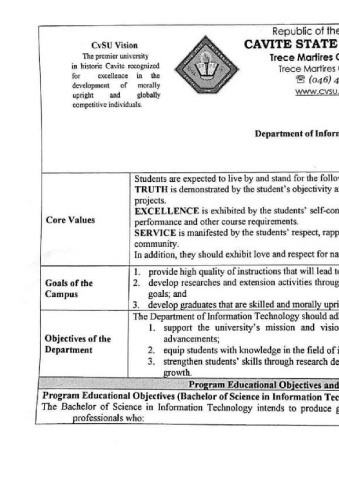 Republic of the
CvSU Vision
CAVITE STATE
The premier university
Trece Martires
in historic Cavite recognized
Trece Martires
for excellence in the
(046) 4
development of morally
www.cvsu.
upright and globally
competitive individuals.
Department of Inform
Students are expected to live by and stand for the follo
TRUTH is demonstrated by the student's objectivity a
projects.
EXCELLENCE is exhibited by the students' self-con
Core Values
performance and other course requirements.
SERVICE is manifested by the students' respect, rapp
community.
In addition, they should exhibit love and respect for na
Goals of the
Campus
1. provide high quality of instructions that will lead t
2. develop researches and extension activities throug
goals; and
3. develop graduates that are skilled and morally upri
The Department of Information Technology should ad
Objectives of the
Department
1. support the university's mission and visio
advancements;
2. equip students with knowledge in the field of i
3. strengthen students' skills through research de
growth.
Program Educational Objectives and
Program Educational Objectives (Bachelor of Science in Information Tec
The Bachelor of Science in Information Technology intends to produce g
professionals who: